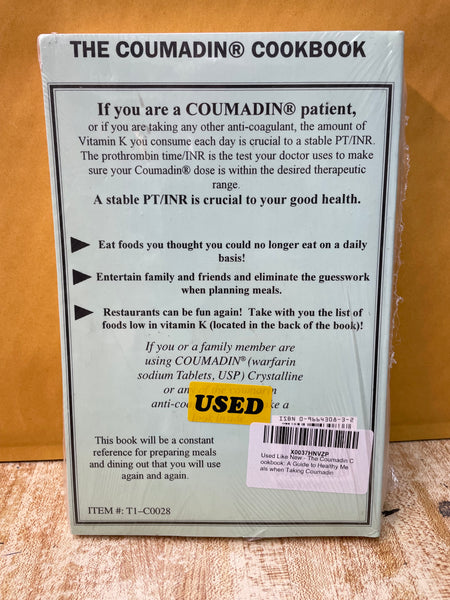 THE COUMADIN® COOKBOOK
If you are a COUMADIN® patient,
or if you are taking any other anti-coagulant, the amount of
Vitamin K you consume each day is crucial to a stable PT/INR.
The prothrombin time/INR is the test your doctor uses to make
sure your Coumadin® dose is within the desired therapeutic
range.
A stable PT/INR is crucial to your good health.
Eat foods you thought you could no longer eat on a daily
basis!
Entertain family and friends and eliminate the guesswork
when planning meals.
Restaurants can be fun again! Take with you the list of
foods low in vitamin K (located in the back of the book)!
If you or a family member are
using COUMADIN® (warfarin
sodium Tablets, USP) Crystalline
or
USED
ISBN 0-9664308-3-2
X0037HNVZP
Used Like New - The Coumadin C
ookbook: A Guide to Healthy Me
als when Taking Coumadin
This book will be a constant
reference for preparing meals
and dining out that you will use
again and again.
ITEM #: T1–C0028